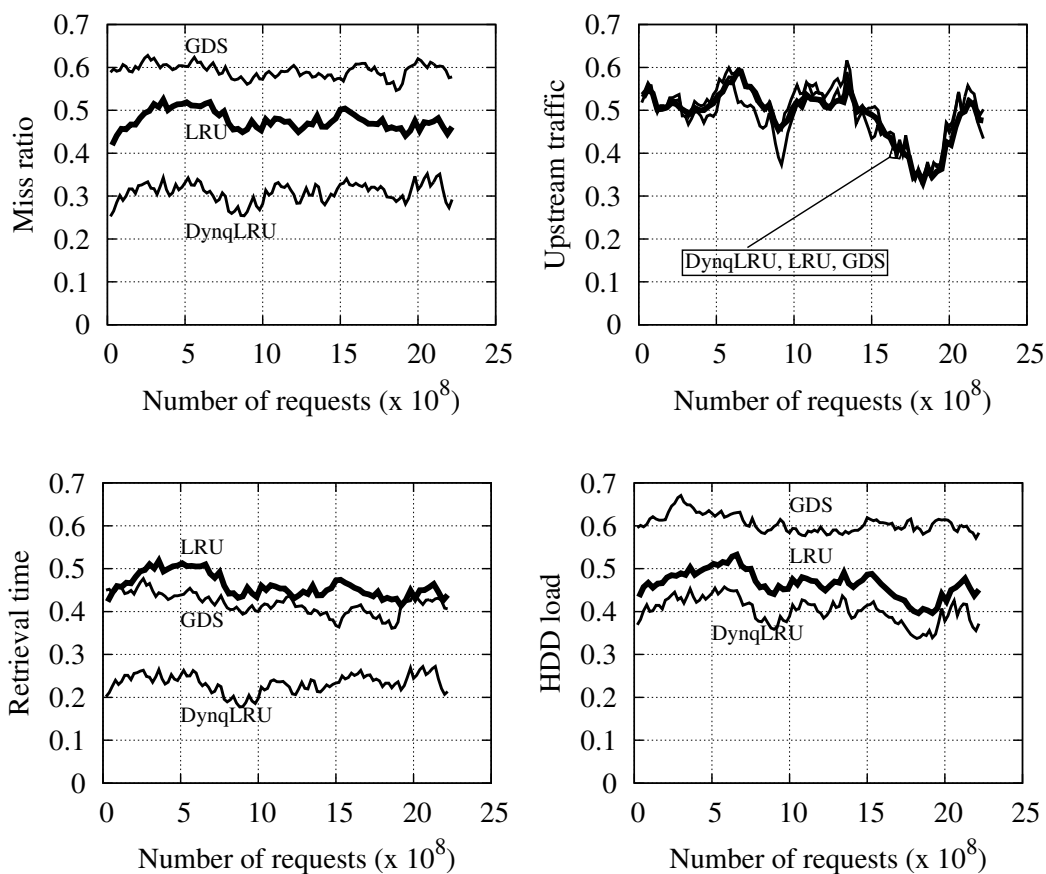 Miss ratio
0.7
0.6
0.5
0.4
0.3
0.2
0.1
0
GDS
LRU
DynqLRU
0 5 10 15 20 25
Number of requests (x 10^8)
Upstream traffic
0.7
0.6
0.5
0.4
0.3
0.2
0.1
0
DynqLRU, LRU, GDS
0 5 10 15 20 25
Number of requests (x 10^8)
Retrieval time
0.7
0.6
0.5
0.4
0.3
0.2
0.1
0
LRU
GDS
DynqLRU
0 5 10 15 20 25
Number of requests (x 10^8)
HDD load
0.7
0.6
0.5
0.4
0.3
0.2
0.1
0
GDS
LRU
DynqLRU
0 5 10 15 20 25
Number of requests (x 10^8)